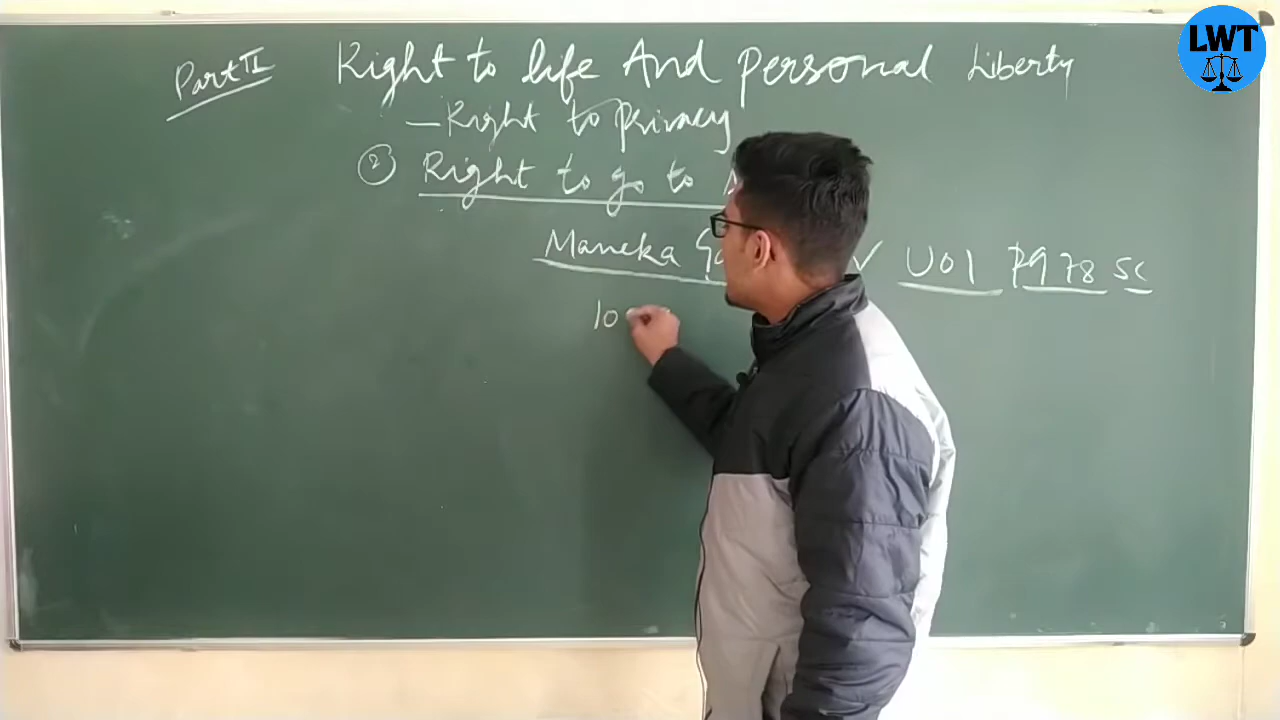 LWT
Part II Right to life And Personal Liberty
– Right to privacy
② Right to go to
Maneka V UOI 1978 SC
10